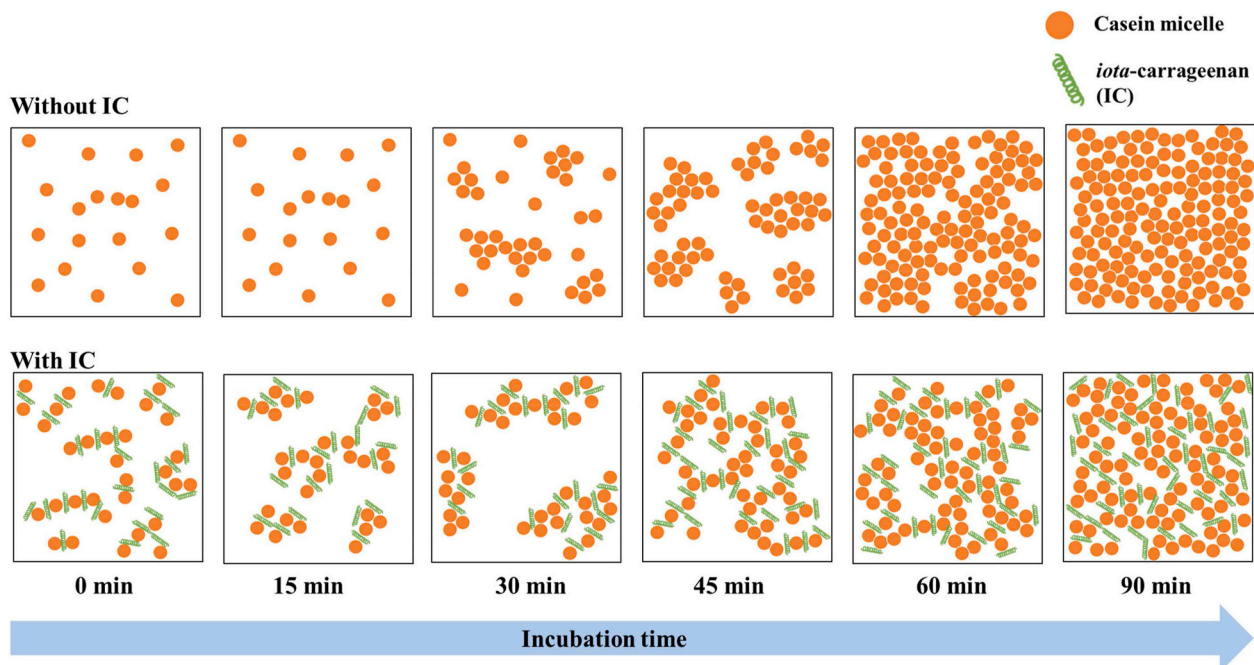 Casein micelle
iota-carrageenan
(IC)
Without IC
With IC
0 min
15 min
30 min
45 min
60 min
90 min
Incubation time